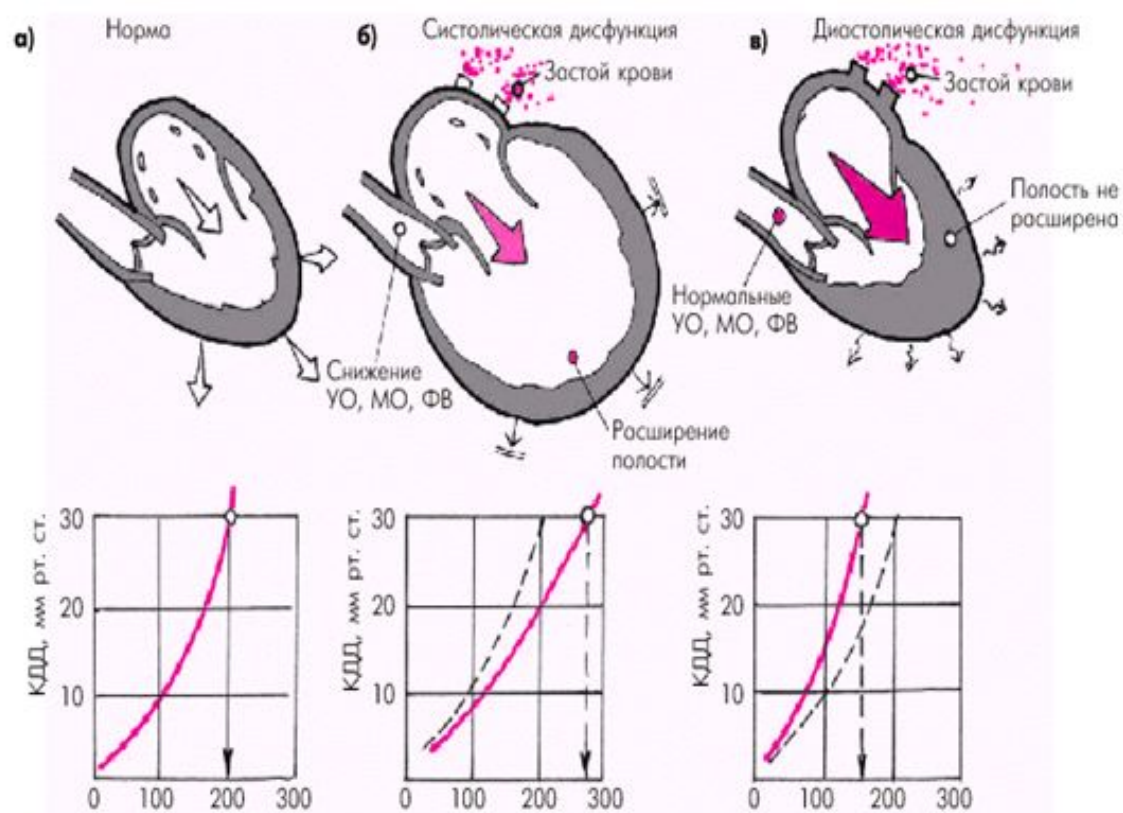 а)
Норма
б)
Систолическая дисфункция
Застой крови
в)
Диастолическая дисфункция
Застой крови
Полость не
расширена
Снижение
УО, МО, ФВ
Расширение
полости
Нормальные
УО, МО, ФВ
КДД, мм рт. ст.
30
20
10
0 100 200 300
КДД, мм рт. ст.
30
20
10
0 100 200 300
КДД, мм рт. ст.
30
20
10
0 100 200 300